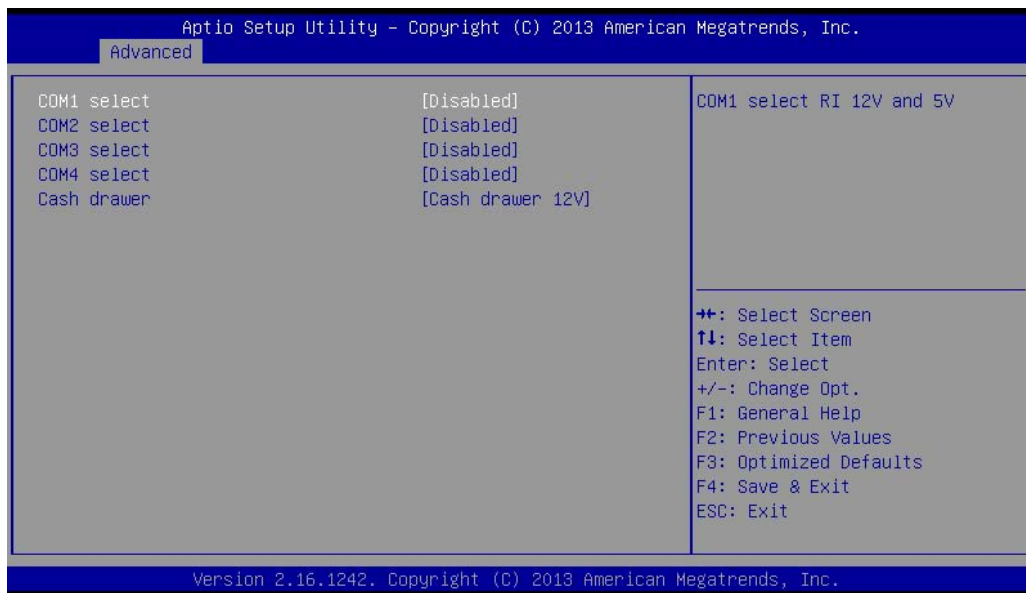 Aptio Setup Utility – Copyright (C) 2013 American Megatrends, Inc.
Advanced
COM1 select [Disabled]
COM2 select [Disabled]
COM3 select [Disabled]
COM4 select [Disabled]
Cash drawer [Cash drawer 12V]
COM1 select RI 12V and 5V
→←: Select Screen
↑↓: Select Item
Enter: Select
+/-: Change Opt.
F1: General Help
F2: Previous Values
F3: Optimized Defaults
F4: Save & Exit
ESC: Exit
Version 2.16.1242. Copyright (C) 2013 American Megatrends, Inc.